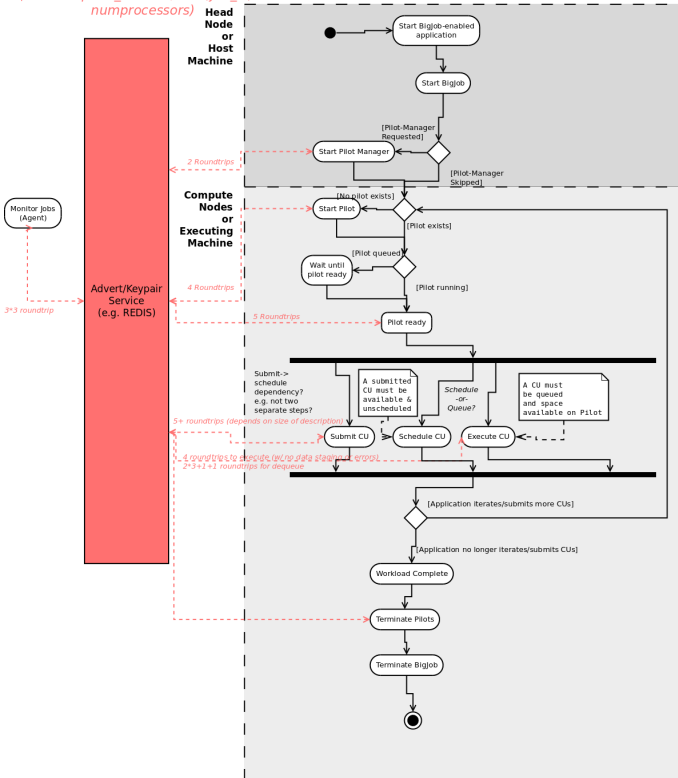 numprocessors)
Head
Node
or
Host
Machine
Start BigJob-enabled
application
Start BigJob
[Pilot-Manager
Requested]
Start Pilot Manager
2 Roundtrips
[Pilot-Manager
Skipped]
Compute
Nodes
or
Executing
Machine
[No pilot exists]
Start Pilot
[Pilot exists]
Monitor Jobs
(Agent)
[Pilot queued]
Wait until
pilot ready
Advert/Keypair
Service
(e.g. REDIS)
4 Roundtrips
[Pilot running]
3*3 roundtrip
5 Roundtrips
Pilot ready
Submit->
schedule
dependency?
e.g. not two
separate steps?
A submitted
CU must be
available &
unscheduled
Schedule
-or-
Queue?
A CU must
be queued
and space
available on Pilot
5+ roundtrips (depends on size of description)
Submit CU
Schedule CU
Execute CU
4 roundtrips to execute (w/ no data staging or errors)
2*3+1+1 roundtrips for dequeue
[Application iterates/submits more CUs]
[Application no longer iterates/submits CUs]
Workload Complete
Terminate Pilots
Terminate BigJob